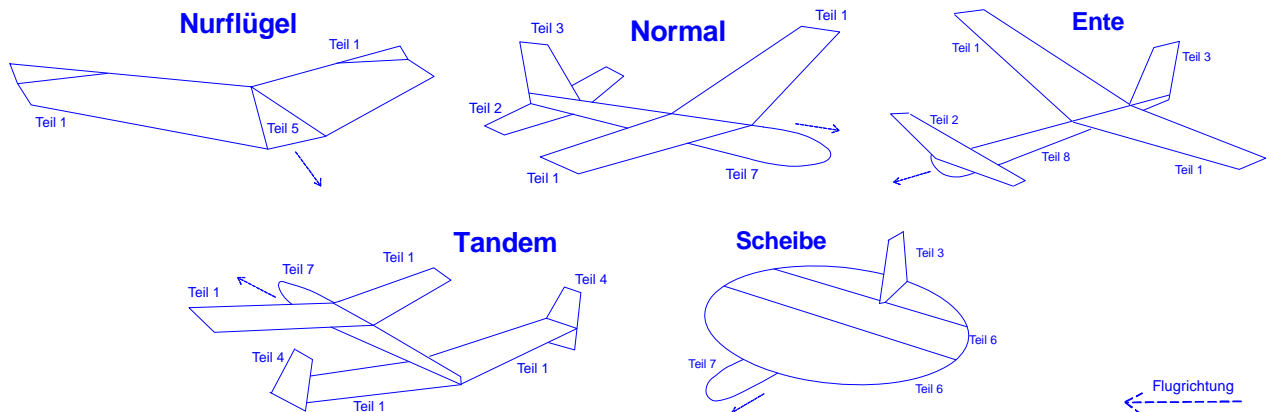 Nurflügel
Teil 1
Teil 1
Teil 5
Normal
Teil 1
Teil 3
Teil 2
Teil 1
Teil 7
Ente
Teil 1
Teil 3
Teil 2
Teil 8
Teil 1
Tandem
Teil 7
Teil 1
Teil 4
Teil 1
Teil 4
Teil 1
Teil 1
Scheibe
Teil 3
Teil 6
Teil 7
Teil 6
Flugrichtung